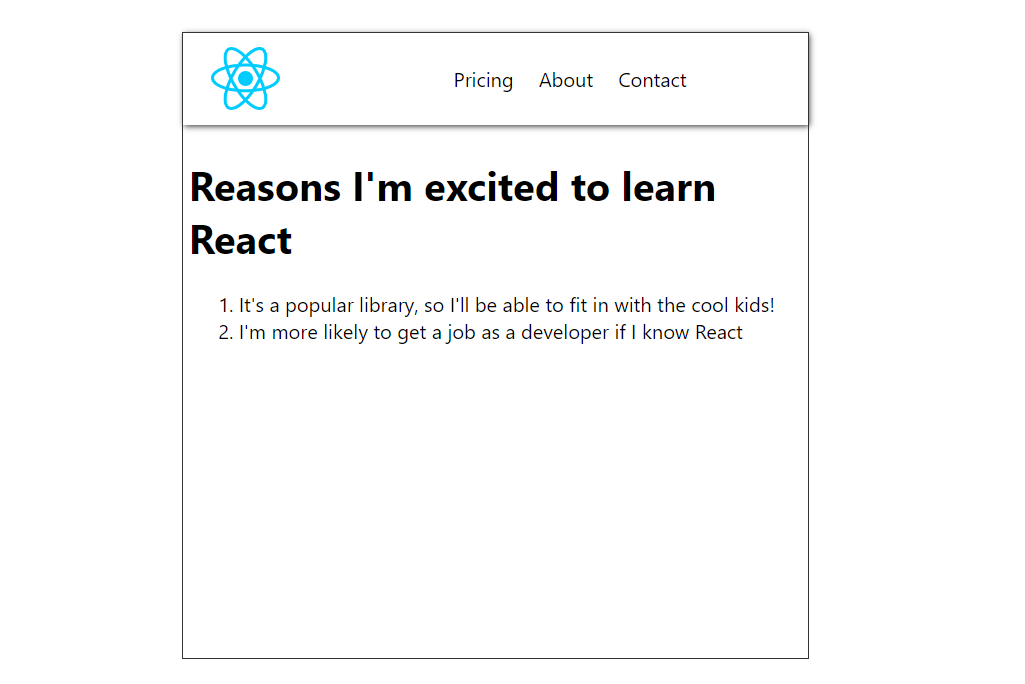 Pricing About Contact
Reasons I'm excited to learn
React
1. It's a popular library, so I'll be able to fit in with the cool kids!
2. I'm more likely to get a job as a developer if I know React